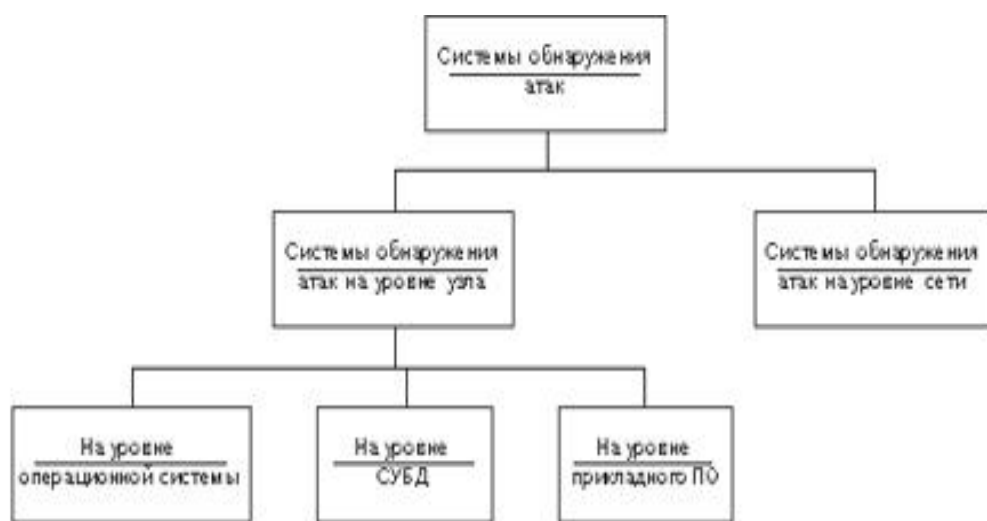 Системы обнаружения
атак
Системы обнаружения
атак на уровне узла
Системы обнаружения
атак на уровне сети
На уровне
операционной системы
На уровне
СУБД
На уровне
прикладного ПО